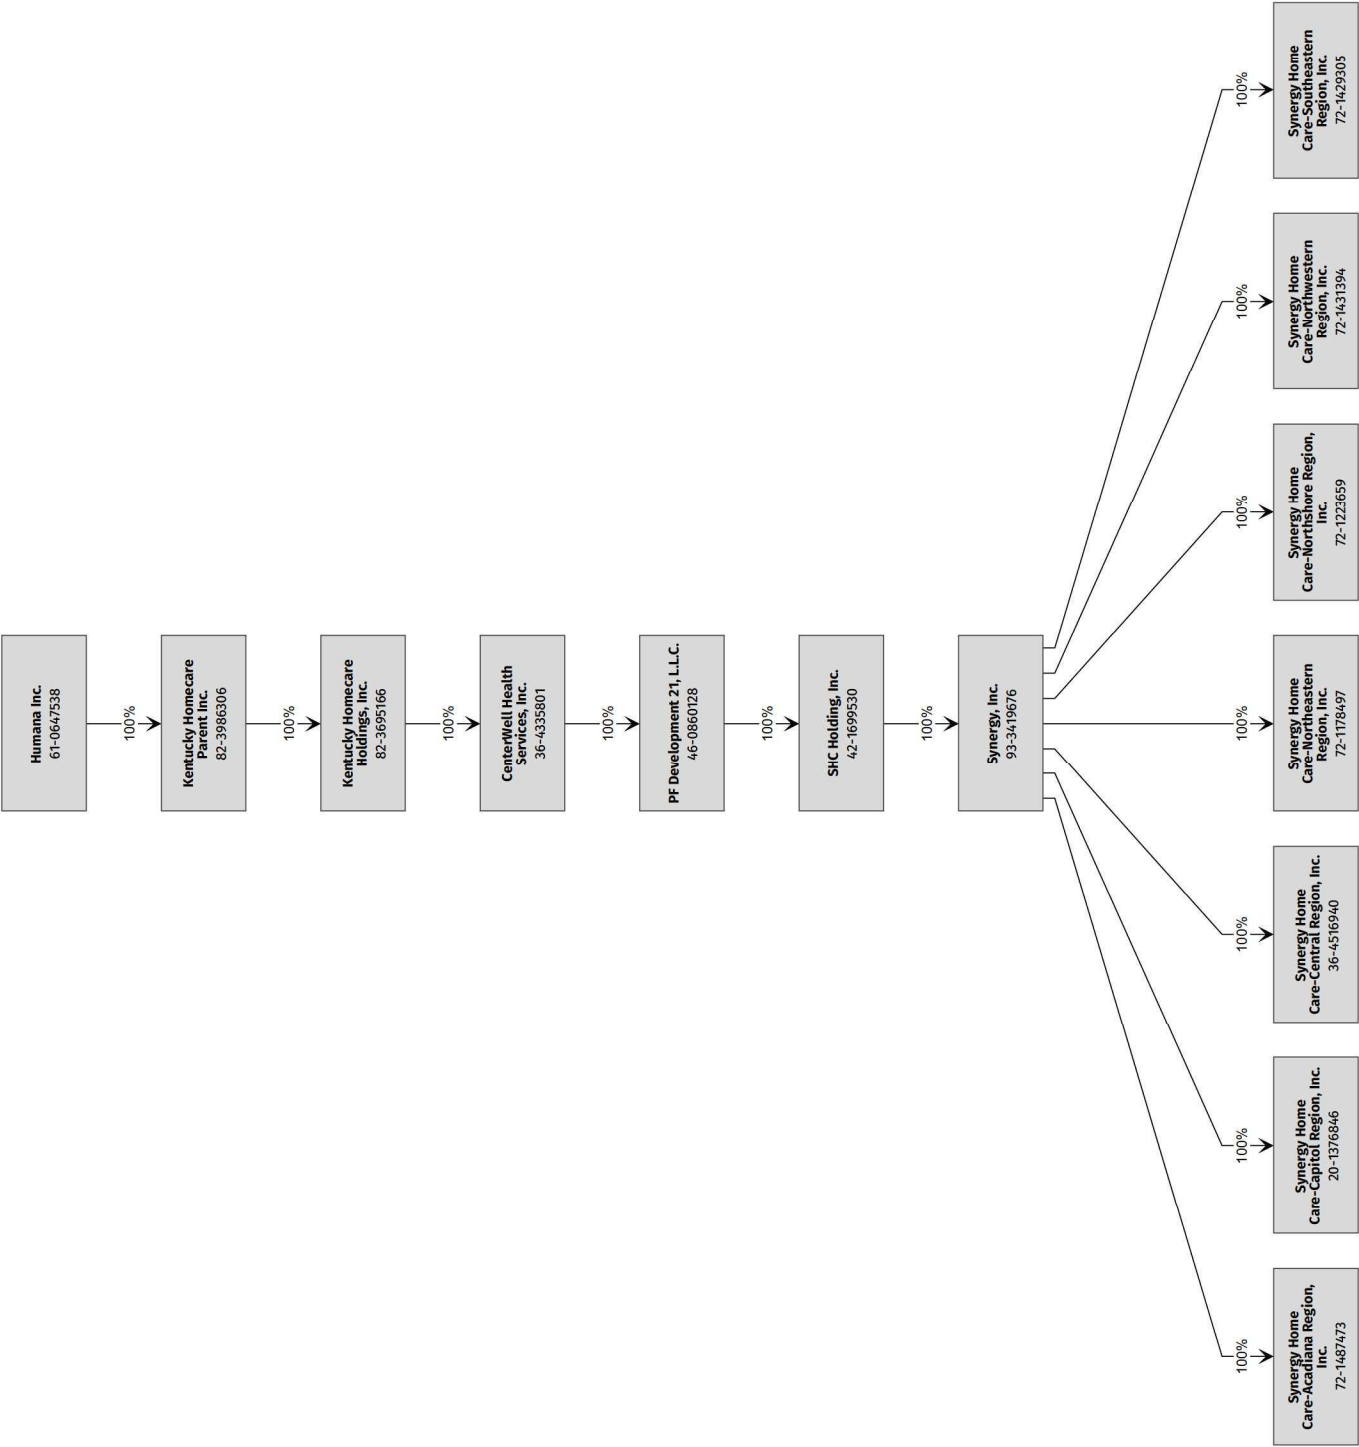 Humana Inc.
61-0647538
100%
Kentucky Homecare
Parent Inc.
82-3986306
100%
Kentucky Homecare
Holdings, Inc.
82-3695166
100%
CenterWell Health
Services, Inc.
36-4335801
100%
PF Development 21, L.L.C.
46-0860128
100%
SHC Holding, Inc.
42-1699530
100%
Synergy, Inc.
93-3419676
100%
100%
100%
100%
100%
100%
100%
Synergy Home
Care-Acadiana Region,
Inc.
72-1487473
Synergy Home
Care-Capitol Region, Inc.
20-1376846
Synergy Home
Care-Central Region, Inc.
36-4516940
Synergy Home
Care-Northeastern
Region, Inc.
72-1178497
Synergy Home
Care-Northshore Region,
Inc.
72-1223659
Synergy Home
Care-Northwestern
Region, Inc.
72-1431394
Synergy Home
Care-Southeastern
Region, Inc.
72-1429305